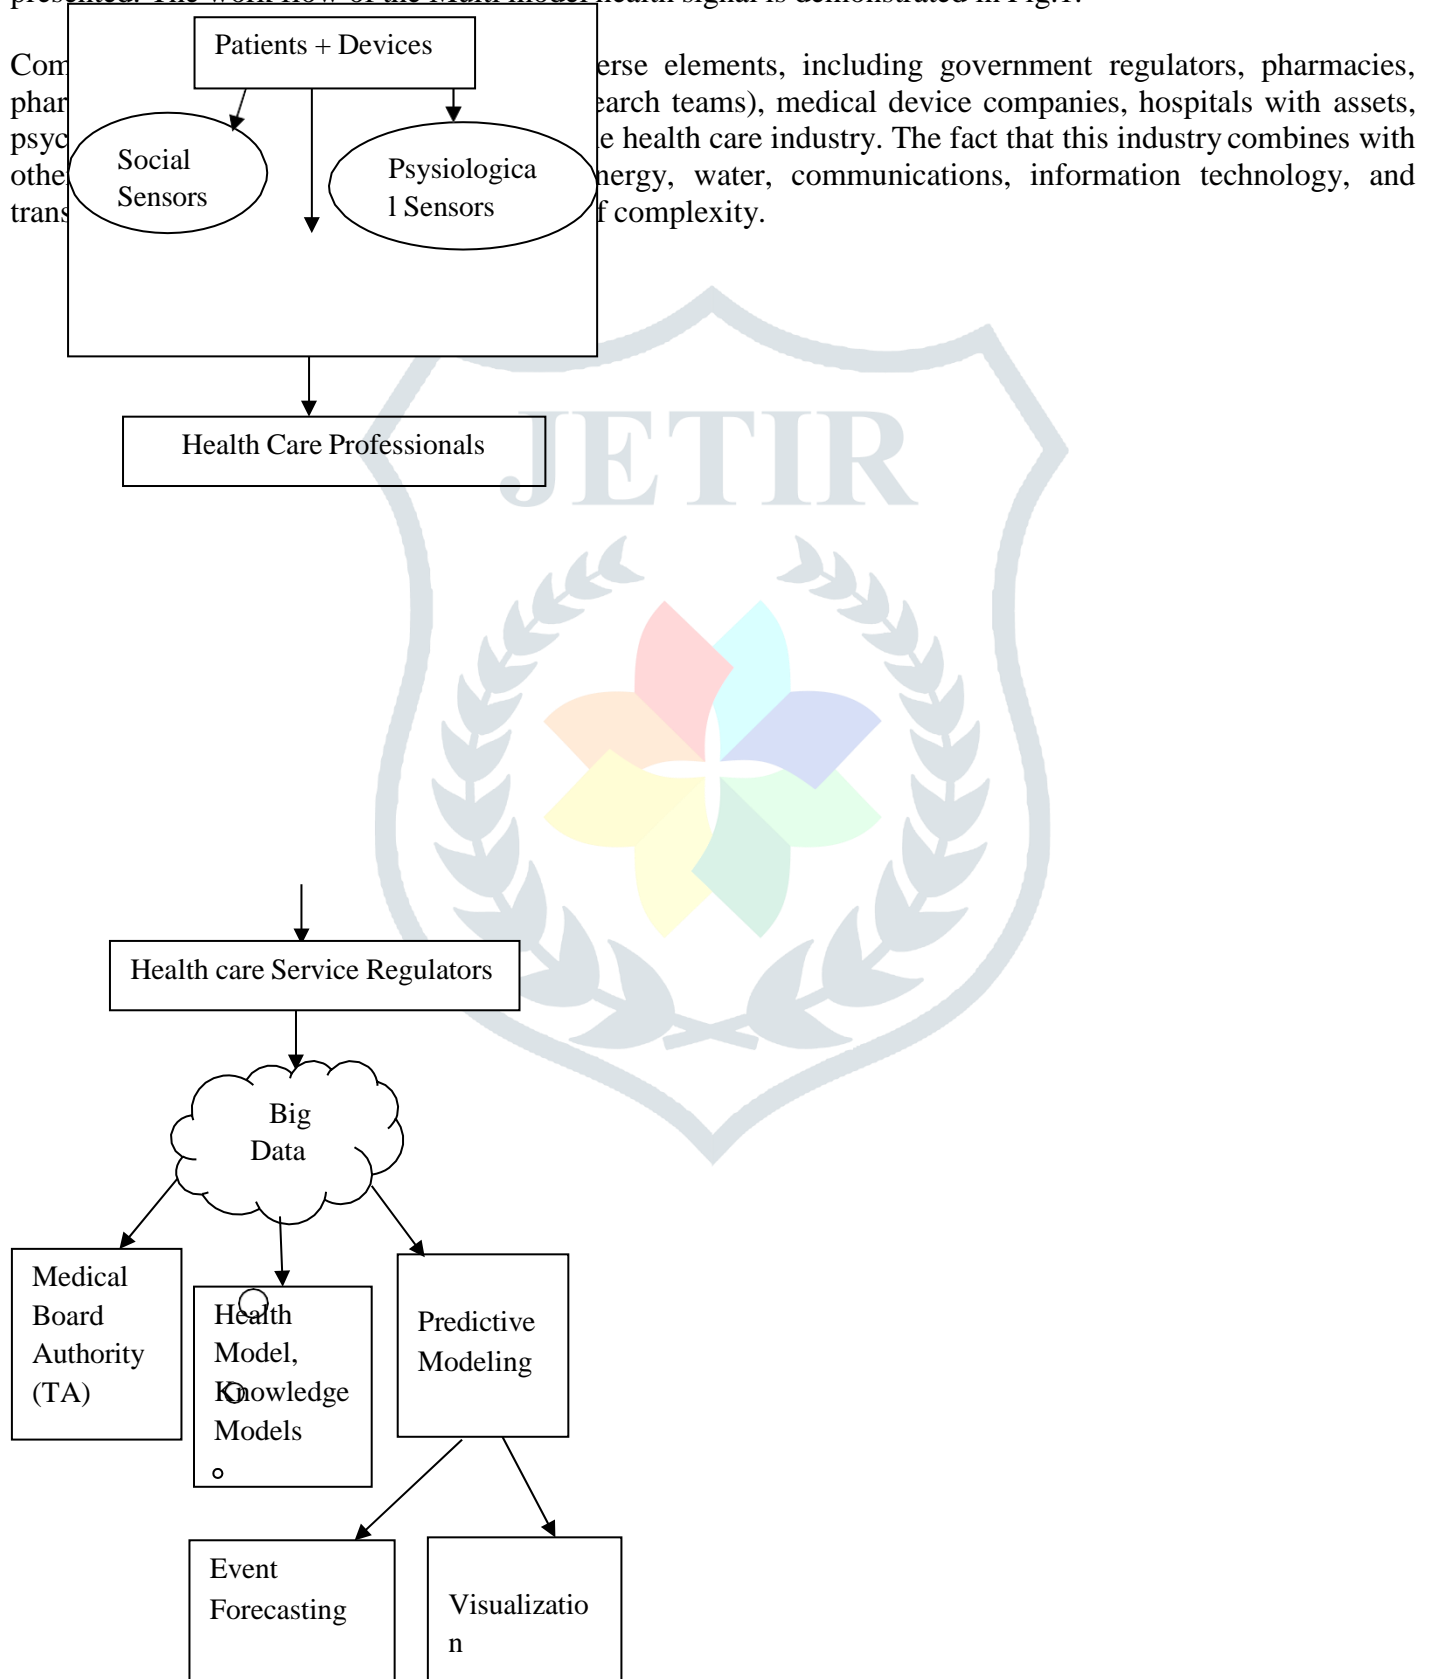 presented. The work flow of the Multi model health signal is demonstrated in Fig.1.
Patients + Devices
Com erse elements, including government regulators, pharmacies,
phar earch teams), medical device companies, hospitals with assets,
psyc e health care industry. The fact that this industry combines with
othe nergy, water, communications, information technology, and
trans f complexity.
Social
Sensors
Psysiologica
l Sensors
JETIR
Health Care Professionals
Health care Service Regulators
Big
Data
Medical
Board
Authority
(TA)
Health
Model,
Knowledge
Models
Predictive
Modeling
Event
Forecasting
Visualizatio
n